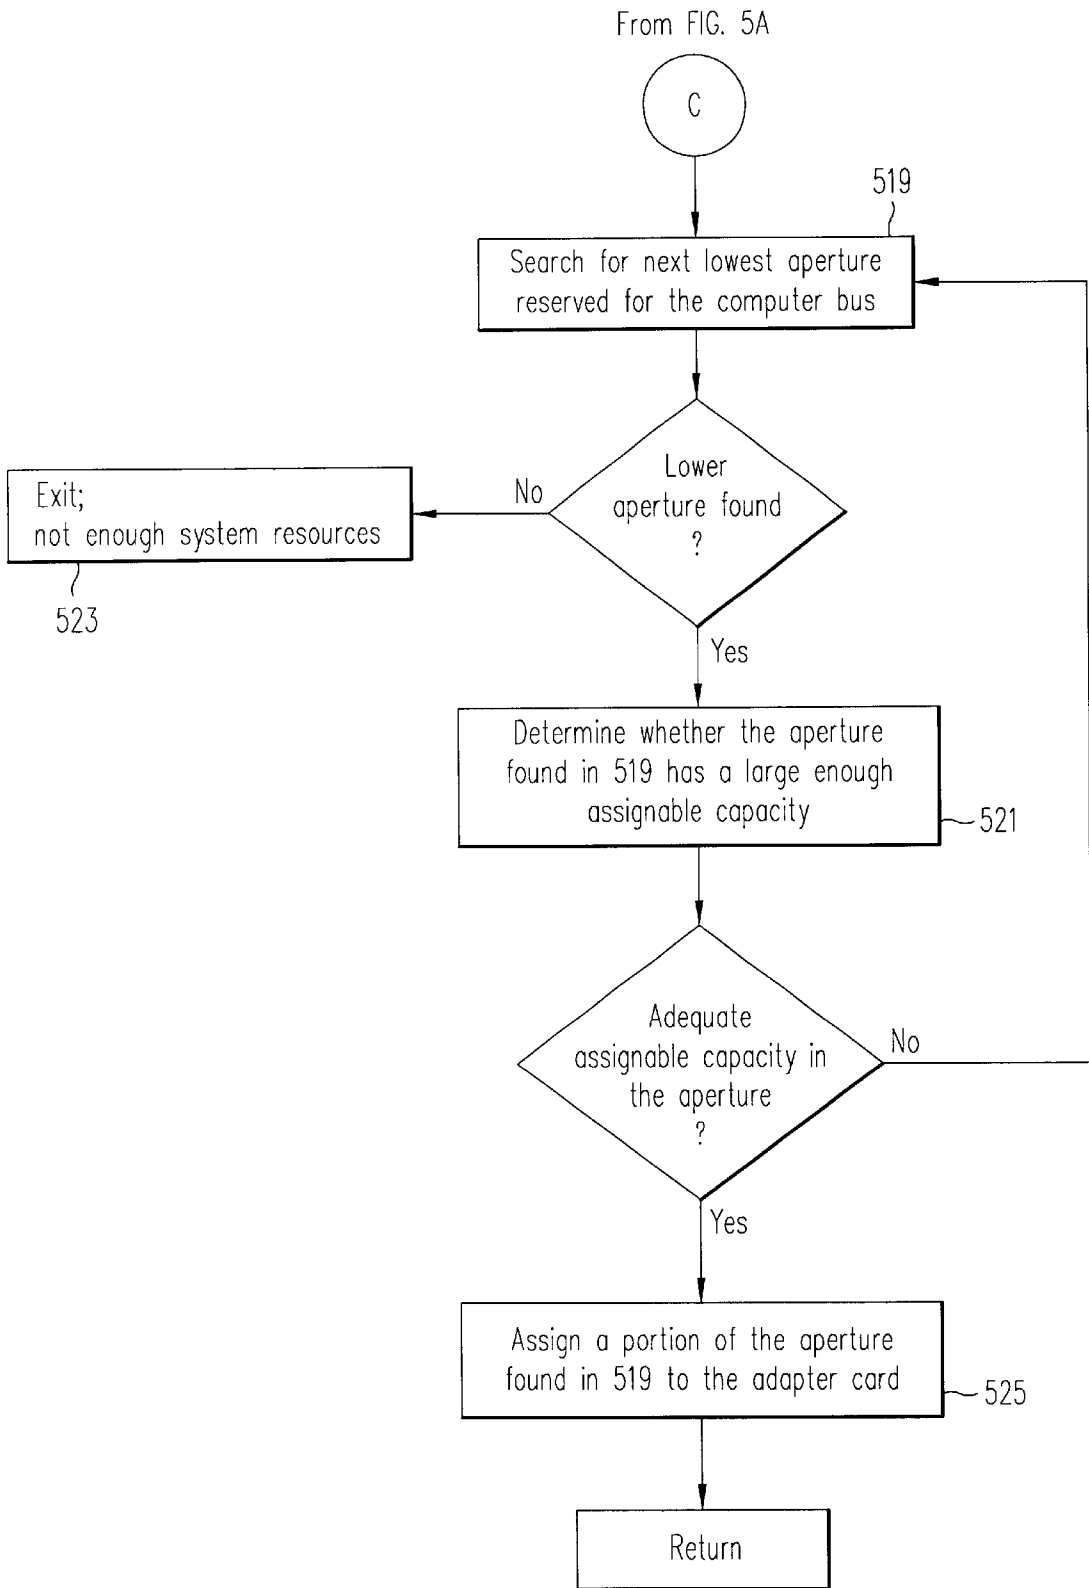 From FIG. 5A
C
519
Search for next lowest aperture
reserved for the computer bus
Lower
aperture found
?
No
Exit;
not enough system resources
523
Yes
Determine whether the aperture
found in 519 has a large enough
assignable capacity
521
Adequate
assignable capacity in
the aperture
?
No
Yes
Assign a portion of the aperture
found in 519 to the adapter card
525
Return